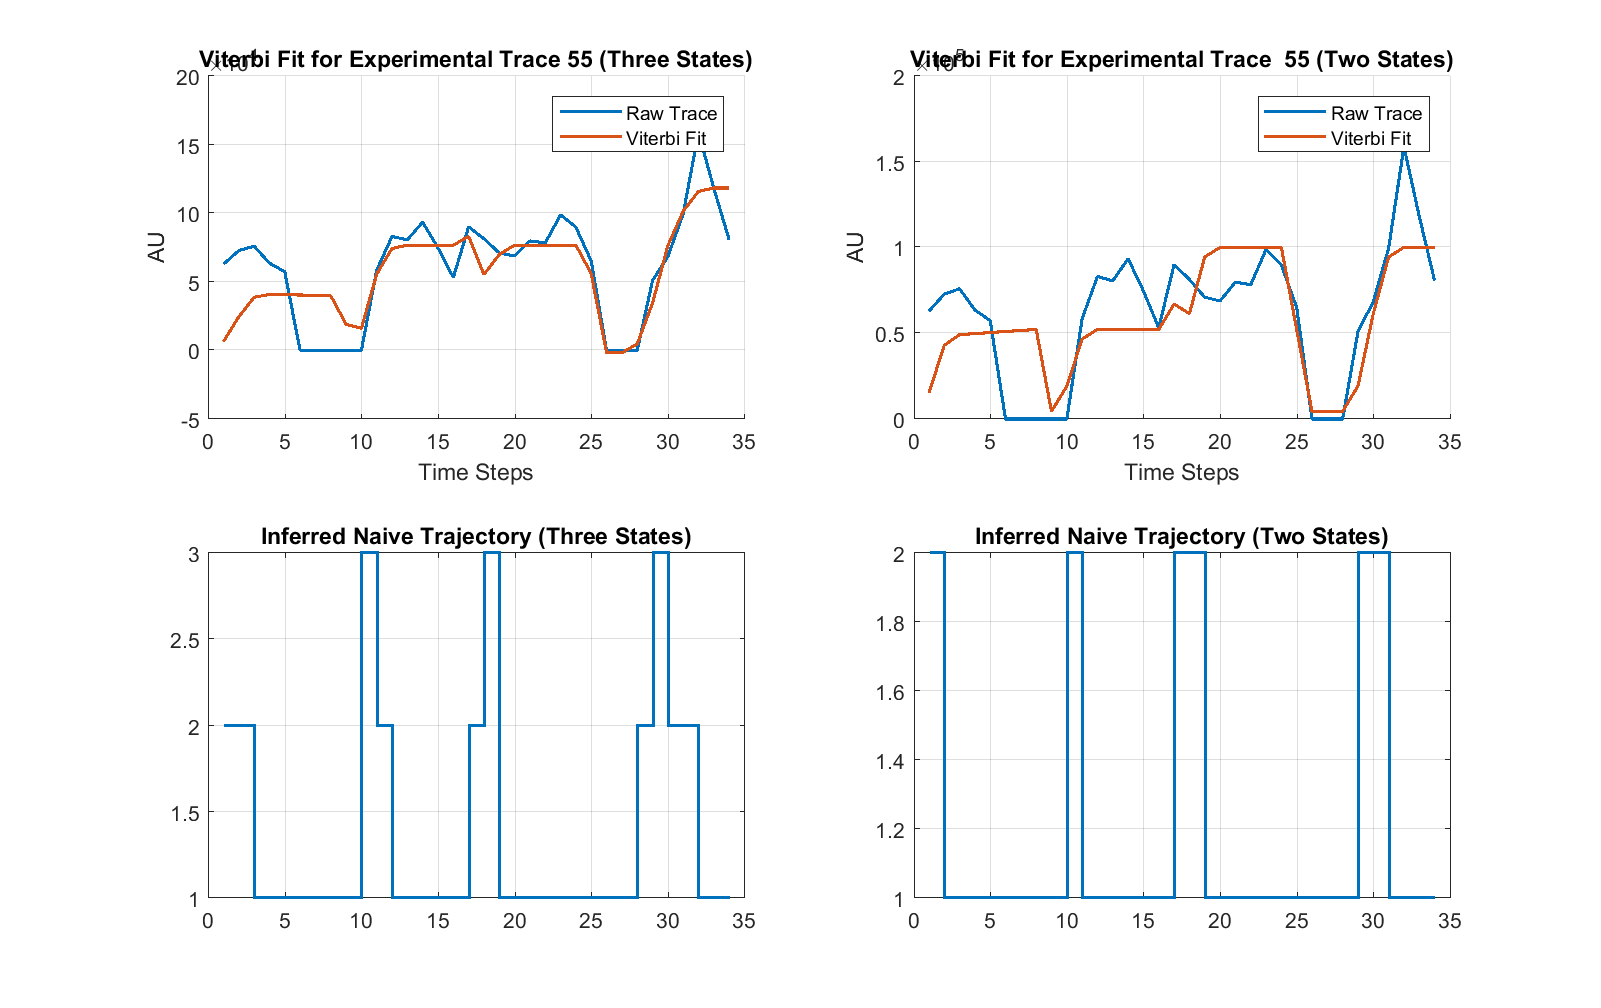 Viterbi Fit for Experimental Trace 55 (Three States)
20
15
10
5
0
-5
AU
Raw Trace
Viterbi Fit
0 5 10 15 20 25 30 35
Time Steps
Viterbi Fit for Experimental Trace 55 (Two States)
2
1.5
1
0.5
0
AU
Raw Trace
Viterbi Fit
0 5 10 15 20 25 30 35
Time Steps
Inferred Naive Trajectory (Three States)
3
2.5
2
1.5
1
0 5 10 15 20 25 30 35
Inferred Naive Trajectory (Two States)
2
1.8
1.6
1.4
1.2
1
0 5 10 15 20 25 30 35